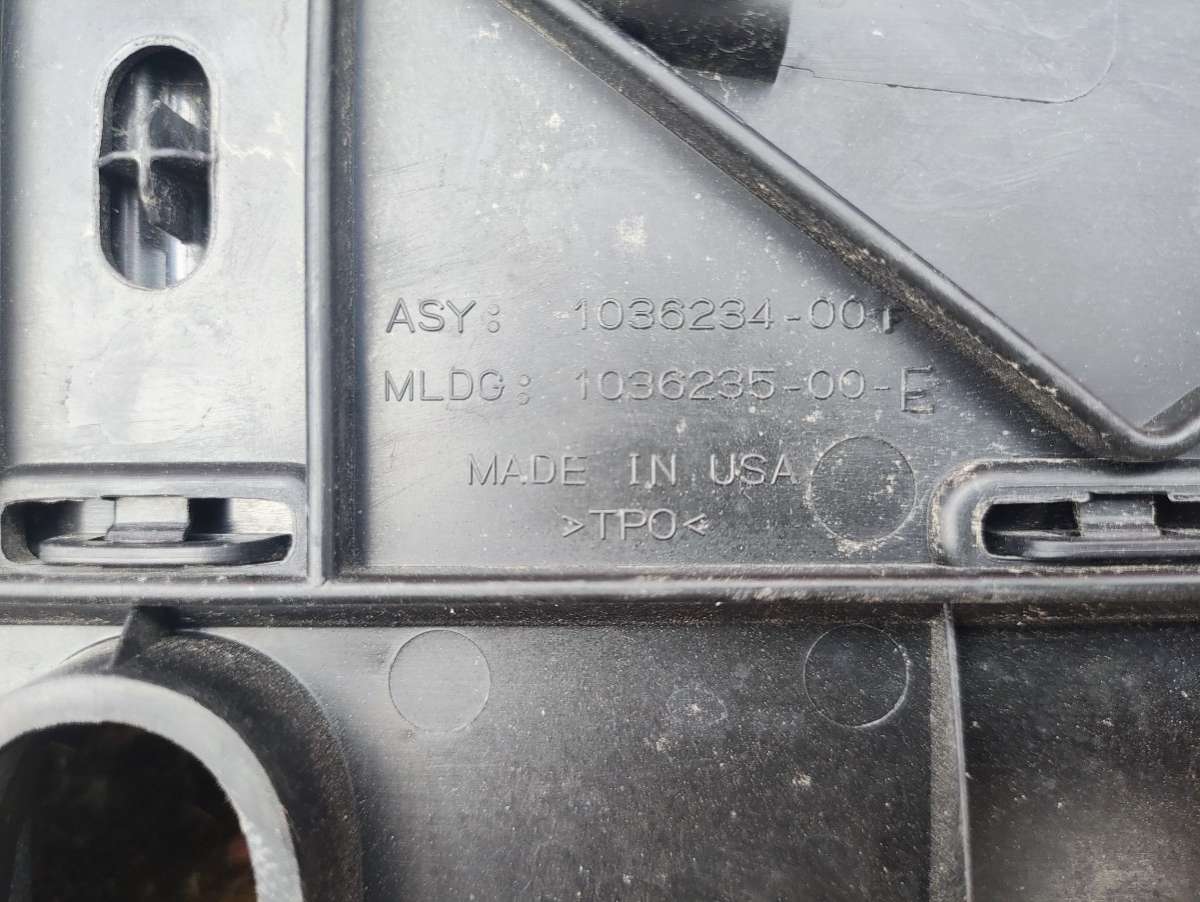 ASY: 1036234-00
MLDG: 1036235-00-E
MADE IN USA
>TPO<